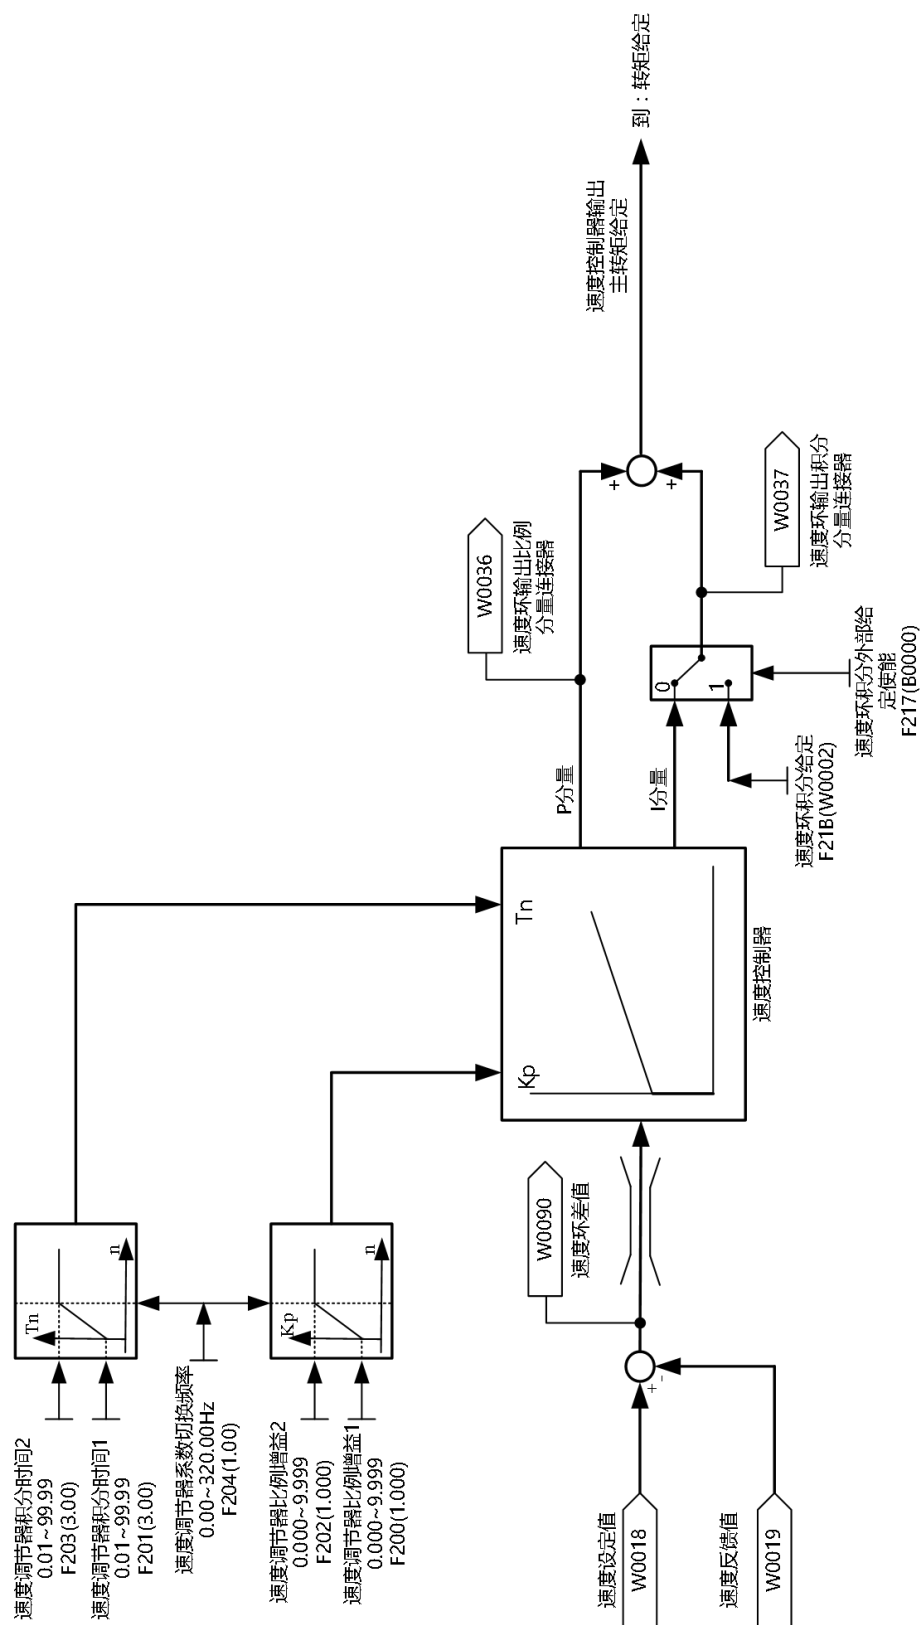 速度调节器积分时间2
0.01~99.99
F203(3.00)
速度调节器积分时间1
0.01~99.99
F201(3.00)
速度调节器系数切换频率
0.00~320.00Hz
F204(1.00)
速度调节器比例增益2
0.000~9.999
F202(1.000)
速度调节器比例增益1
0.000~9.999
F200(1.000)
Tn
n
Kp
n
速度设定值
W0018
速度反馈值
W0019
+
-
W0090
速度环差值
Kp
Tn
速度控制器
P分量
I分量
W0036
速度环输出比例
分量连接器
0
1
速度环积分给定
F21B(W0002)
速度环积分外部给
定使能
F217(B0000)
W0037
速度环输出积分
分量连接器
+
+
速度控制器输出
主转矩给定
到：转矩给定